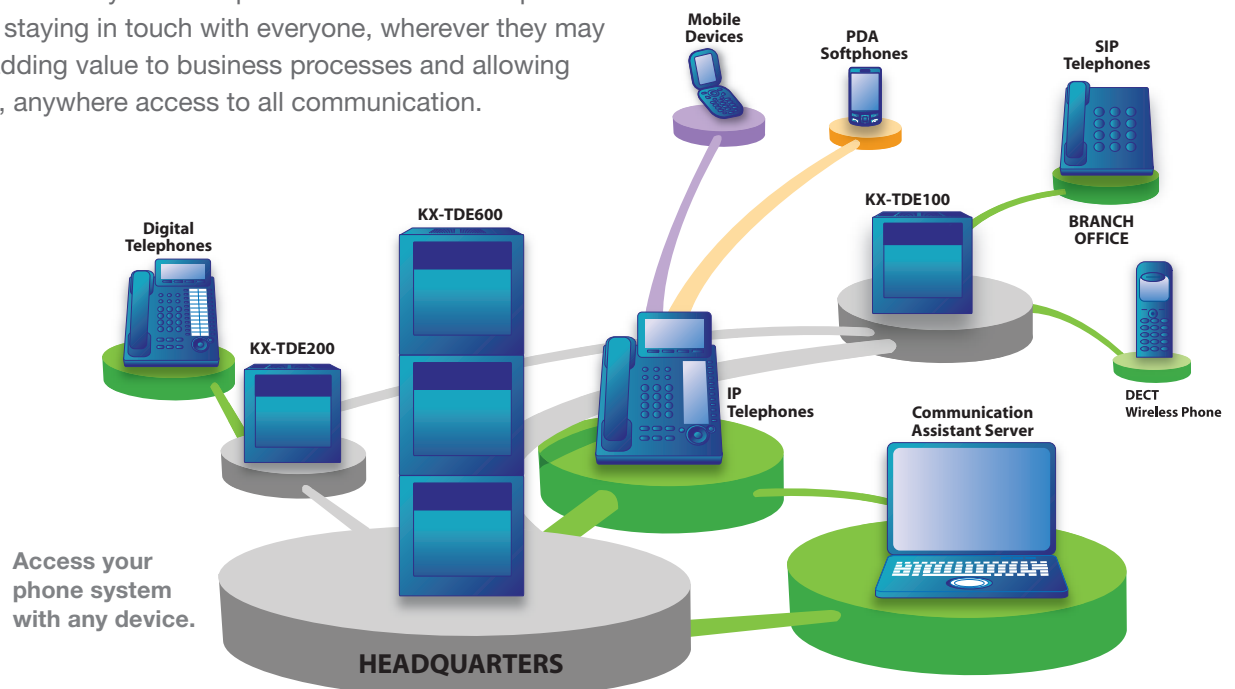 staying in touch with everyone, wherever they may
adding value to business processes and allowing
, anywhere access to all communication.
Mobile
Devices
PDA
Softphones
SIP
Telephones
KX-TDE100
BRANCH
OFFICE
Digital
Telephones
KX-TDE600
KX-TDE200
IP
Telephones
DECT
Wireless Phone
Communication
Assistant Server
Access your
phone system
with any device.
HEADQUARTERS